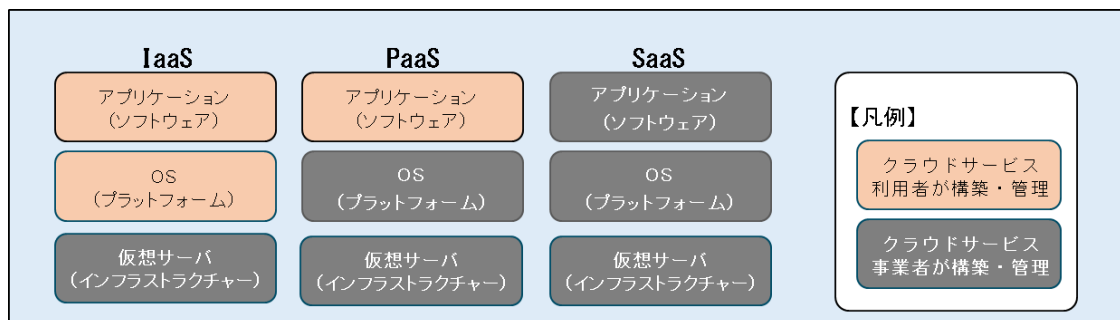 IaaS
アプリケーション
(ソフトウェア)
OS
(プラットフォーム)
仮想サーバ
(インフラストラクチャー)
PaaS
アプリケーション
(ソフトウェア)
OS
(プラットフォーム)
仮想サーバ
(インフラストラクチャー)
SaaS
アプリケーション
(ソフトウェア)
OS
(プラットフォーム)
仮想サーバ
(インフラストラクチャー)
【凡例】
クラウドサービス
利用者が構築・管理
クラウドサービス
事業者が構築・管理